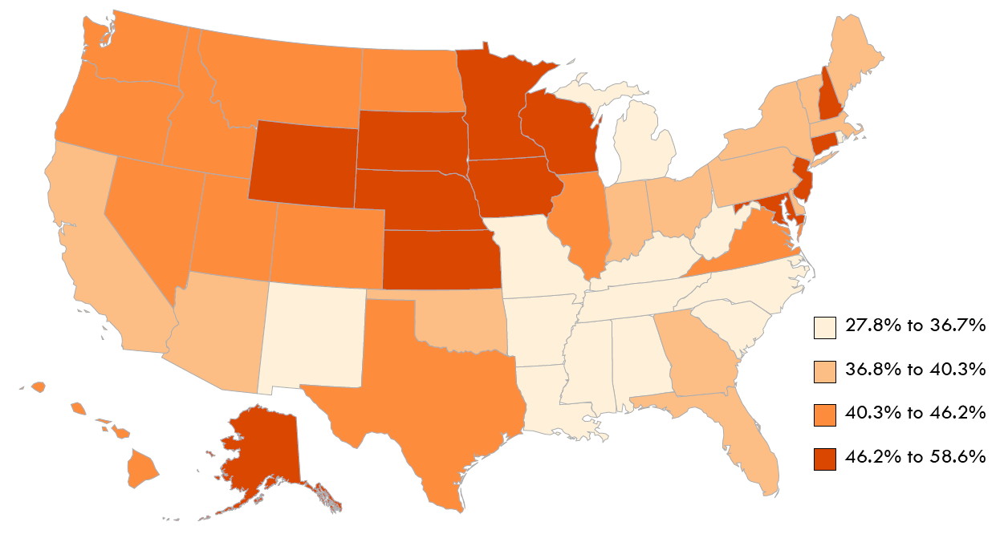 27.8% to 36.7%
36.8% to 40.3%
40.3% to 46.2%
46.2% to 58.6%